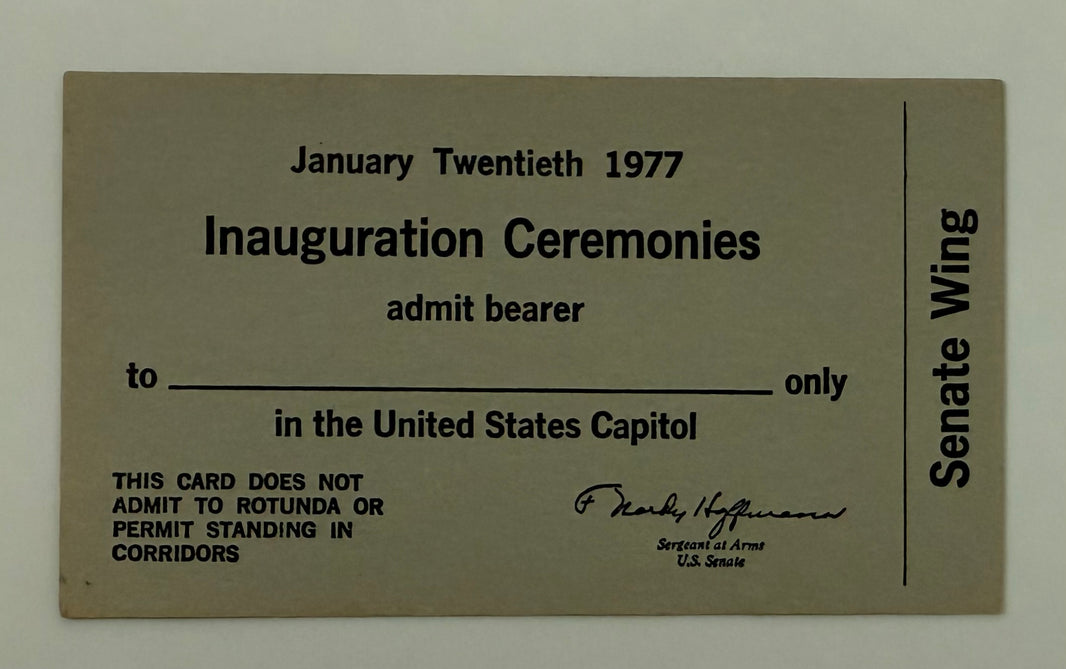 January Twentieth 1977
Inauguration Ceremonies
admit bearer
to only
in the United States Capitol
THIS CARD DOES NOT
ADMIT TO ROTUNDA OR
PERMIT STANDING IN
CORRIDORS
F Nordy Hoffmann
Sergeant at Arms
U.S. Senate
Senate Wing